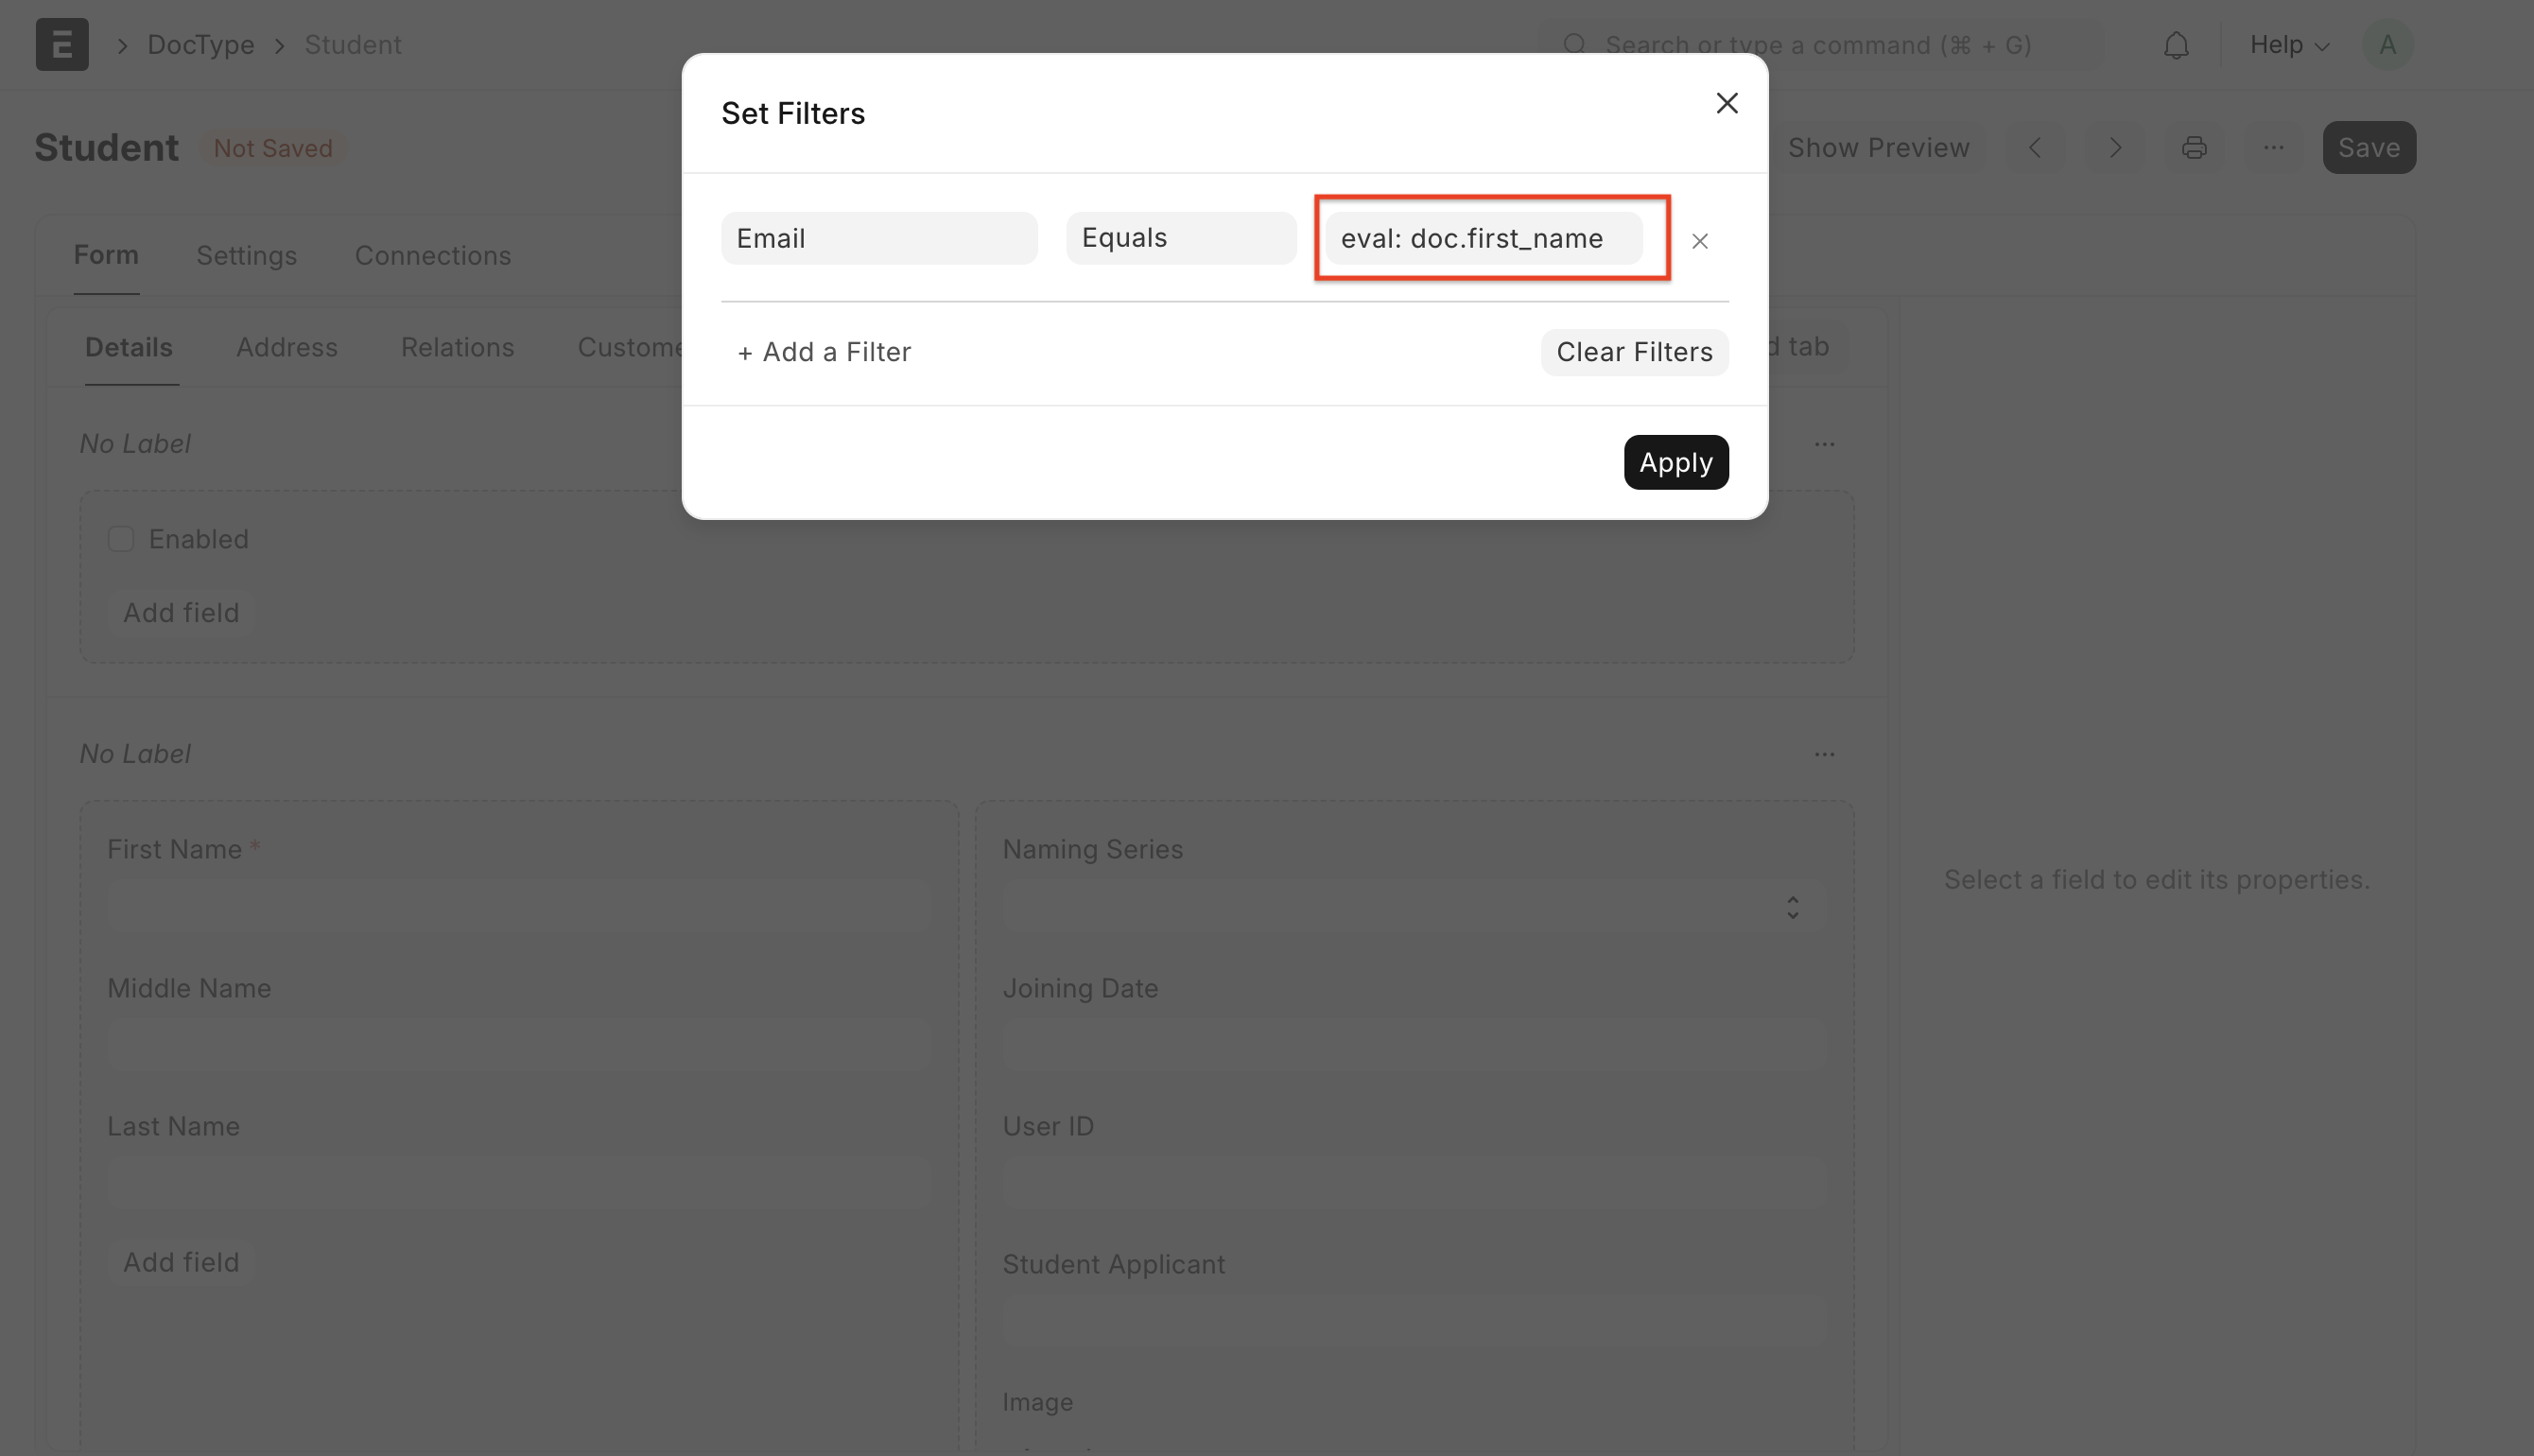 DocType > Student
Search or type a command (⌘ + G)
Help
A
Student
Not Saved
Show Preview
...
Save
Set Filters
Email
Equals
eval: doc.first_name
+ Add a Filter
Clear Filters
Apply
Form
Settings
Connections
Details
Address
Relations
tab
No Label
...
Enabled
Add field
No Label
...
First Name *
Naming Series
Select a field to edit its properties.
Middle Name
Joining Date
Last Name
User ID
Add field
Student Applicant
Image